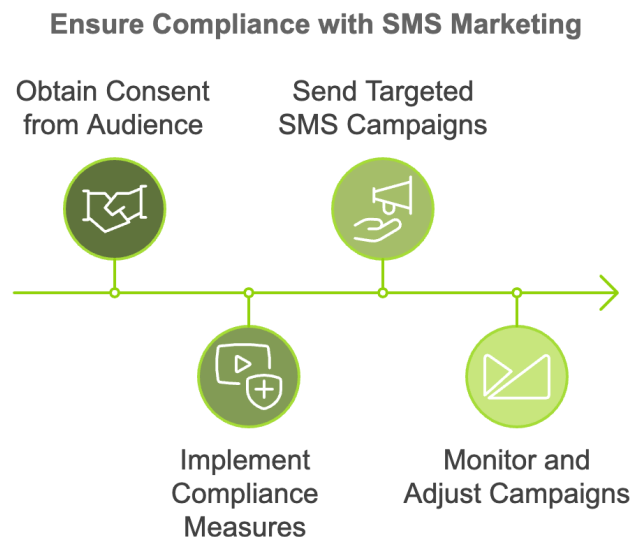 Ensure Compliance with SMS Marketing
Obtain Consent
from Audience
Send Targeted
SMS Campaigns
Implement
Compliance
Measures
Monitor and
Adjust Campaigns